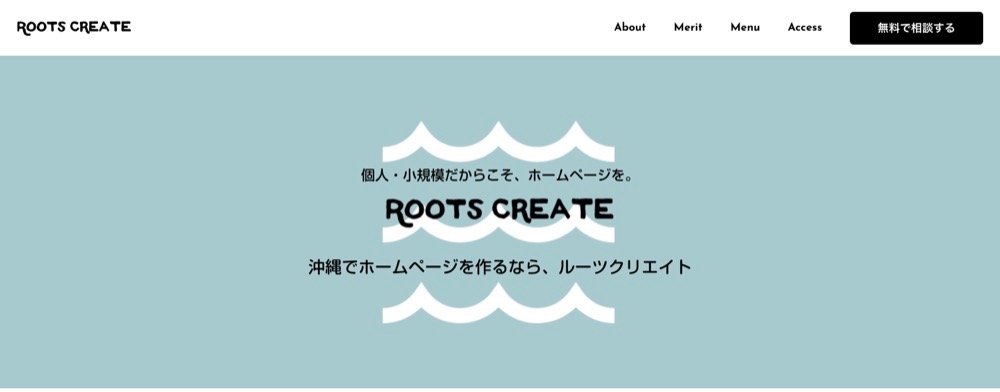 ROOTS CREATE
About
Merit
Menu
Access
無料で相談する
個人・小規模だからこそ、ホームページを。
ROOTS CREATE
沖縄でホームページを作るなら、ルーツクリエイト